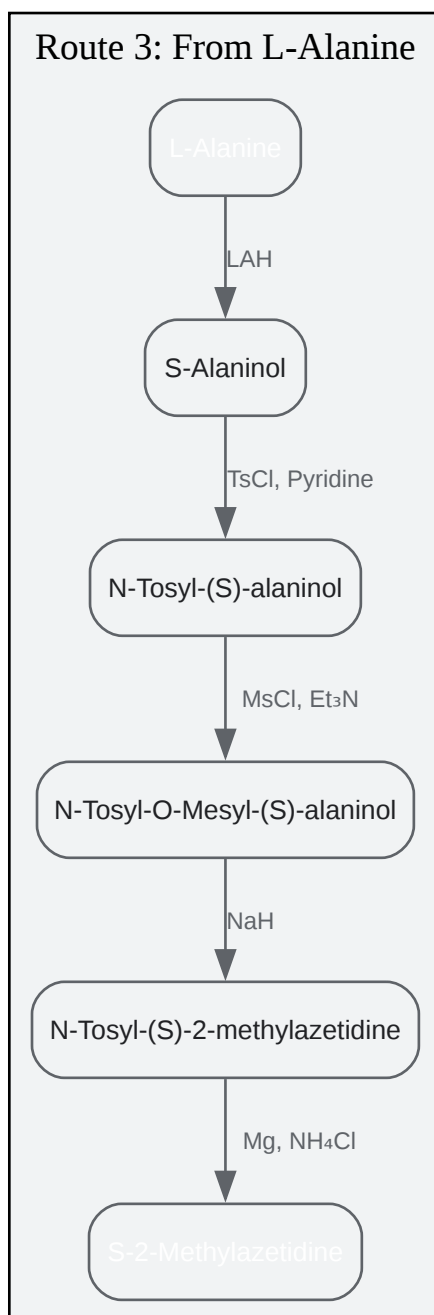 Route 3: From L-Alanine
L-Alanine
LAH
S-Alaninol
TsCl, Pyridine
N-Tosyl-(S)-alaninol
MsCl, Et₃N
N-Tosyl-O-Mesyl-(S)-alaninol
NaH
N-Tosyl-(S)-2-methylazetidine
Mg, NH₄Cl
S-2-Methylazetidine